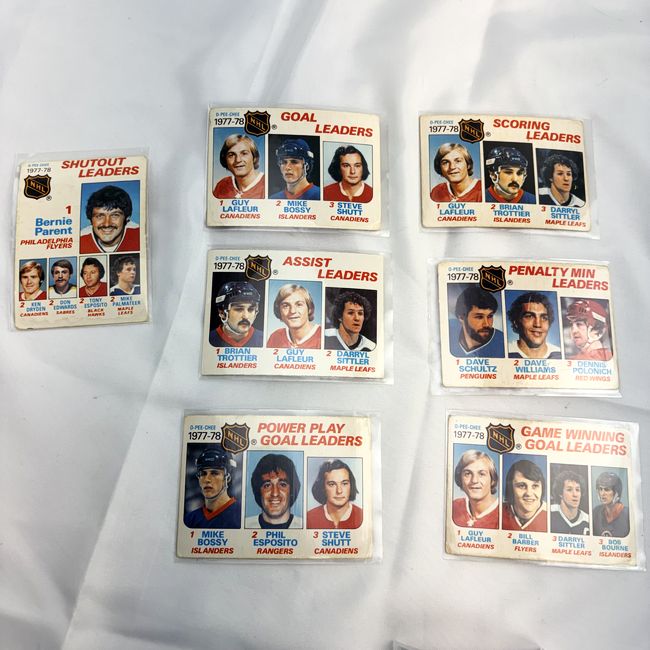 O-PEE-CHEE
1977-78
NHL
SHUTOUT
LEADERS
1
Bernie
Parent
PHILADELPHIA
FLYERS
2 KEN
DRYDEN
CANADIENS
2 DON
EDWARDS
SABRES
2 TONY
ESPOSITO
BLACK
HAWKS
2 MIKE
PALMATEER
MAPLE
LEAFS
O-PEE-CHEE
1977-78
NHL
GOAL
LEADERS
1 GUY
LAFLEUR
CANADIENS
2 MIKE
BOSSY
ISLANDERS
3 STEVE
SHUTT
CANADIENS
O-PEE-CHEE
1977-78
NHL
SCORING
LEADERS
1 GUY
LAFLEUR
CANADIENS
2 BRIAN
TROTTIER
ISLANDERS
3 DARRYL
SITTLER
MAPLE LEAFS
O-PEE-CHEE
1977-78
NHL
ASSIST
LEADERS
1 BRIAN
TROTTIER
ISLANDERS
2 GUY
LAFLEUR
CANADIENS
2 DARRYL
SITTLER
MAPLE LEAFS
O-PEE-CHEE
1977-78
NHL
PENALTY MIN
LEADERS
1 DAVE
SCHULTZ
PENGUINS
2 DAVE
WILLIAMS
MAPLE LEAFS
3 DENNIS
POLONICH
RED WINGS
O-PEE-CHEE
1977-78
NHL
POWER PLAY
GOAL LEADERS
1 MIKE
BOSSY
ISLANDERS
2 PHIL
ESPOSITO
RANGERS
3 STEVE
SHUTT
CANADIENS
O-PEE-CHEE
1977-78
NHL
GAME WINNING
GOAL LEADERS
1 GUY
LAFLEUR
CANADIENS
2 BILL
BARBER
FLYERS
3 DARRYL
SITTLER
MAPLE LEAFS
3 BOB
BOURNE
ISLANDERS